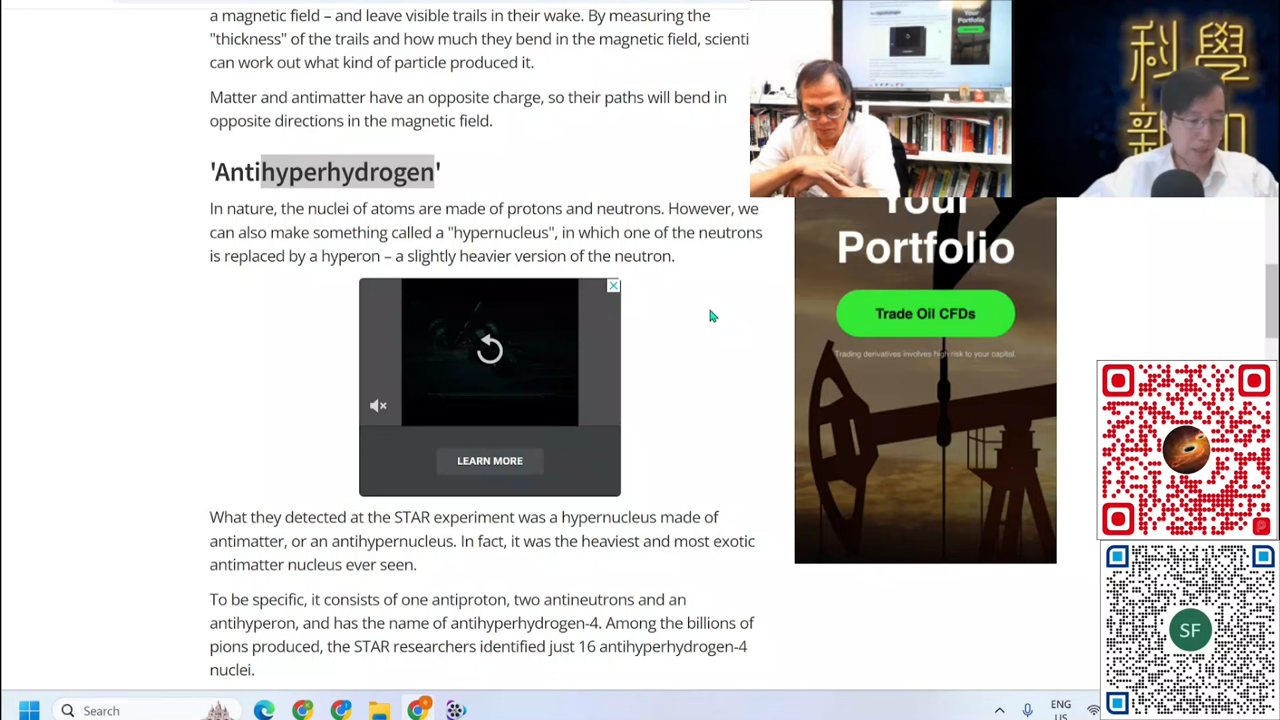 a magnetic field – and leave visible trails in their wake. By measuring the
"thickness" of the trails and how much they bend in the magnetic field, scienti
can work out what kind of particle produced it.
Matter and antimatter have an opposite charge, so their paths will bend in
opposite directions in the magnetic field.
'Antihyperhydrogen'
In nature, the nuclei of atoms are made of protons and neutrons. However, we
can also make something called a "hypernucleus", in which one of the neutrons
is replaced by a hyperon – a slightly heavier version of the neutron.
LEARN MORE
What they detected at the STAR experiment was a hypernucleus made of
antimatter, or an antihypernucleus. In fact, it was the heaviest and most exotic
antimatter nucleus ever seen.
To be specific, it consists of one antiproton, two antineutrons and an
antihyperon, and has the name of antihyperhydrogen-4. Among the billions of
pions produced, the STAR researchers identified just 16 antihyperhydrogen-4
nuclei.
Portfolio
科學
新知
Your
Portfolio
Trade Oil CFDs
Trading derivatives involves high risk to your capital.
SF
Search
ENG
US